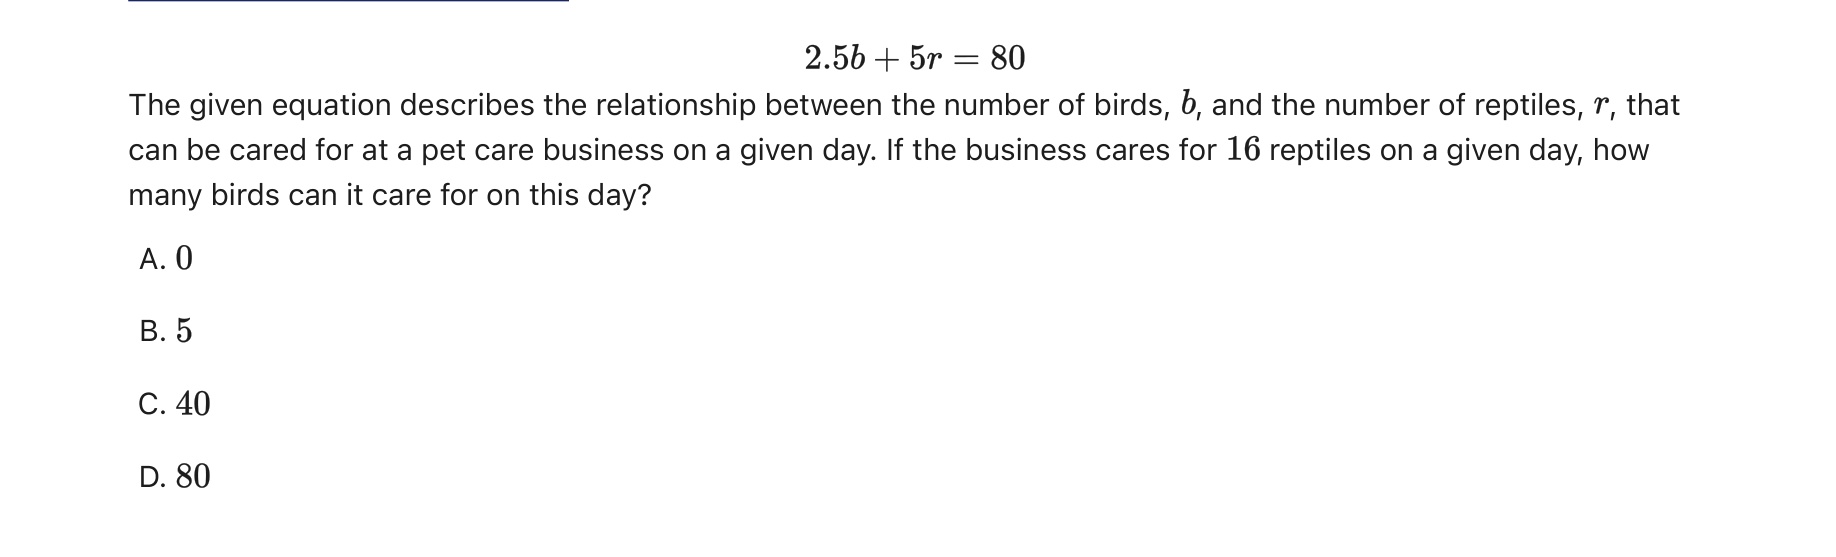 2.5b + 5r = 80
The given equation describes the relationship between the number of birds, b, and the number of reptiles, r, that
can be cared for at a pet care business on a given day. If the business cares for 16 reptiles on a given day, how
many birds can it care for on this day?
A. 0
B. 5
C. 40
D. 80